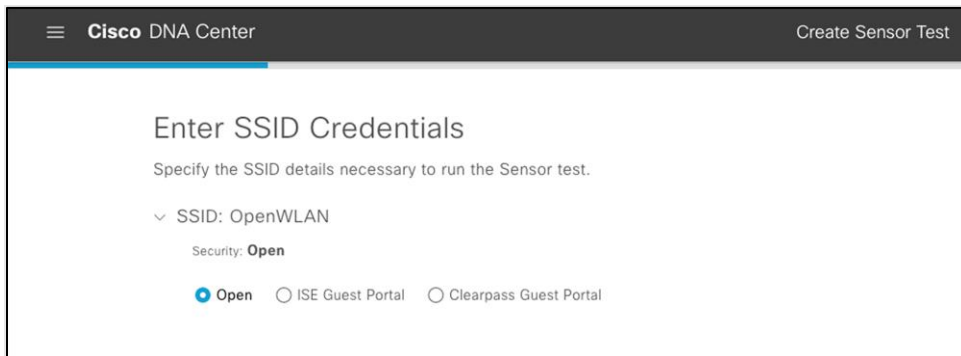 Cisco DNA Center Create Sensor Test
Enter SSID Credentials
Specify the SSID details necessary to run the Sensor test.
SSID: OpenWLAN
Security: Open
Open ISE Guest Portal Clearpass Guest Portal